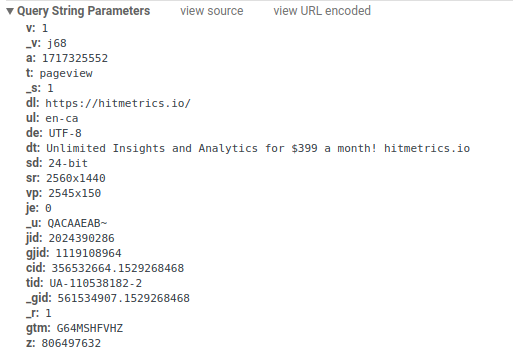 ▼ Query String Parameters view source view URL encoded
v: 1
_v: j68
a: 1717325552
t: pageview
_s: 1
dl: https://hitmetrics.io/
ul: en-ca
de: UTF-8
dt: Unlimited Insights and Analytics for $399 a month! hitmetrics.io
sd: 24-bit
sr: 2560x1440
vp: 2545x150
je: 0
_u: QACAAEAB~
jid: 2024390286
gjid: 1119108964
cid: 356532664.1529268468
tid: UA-110538182-2
_gid: 561534907.1529268468
_r: 1
gtm: G64MSHFVHZ
z: 806497632